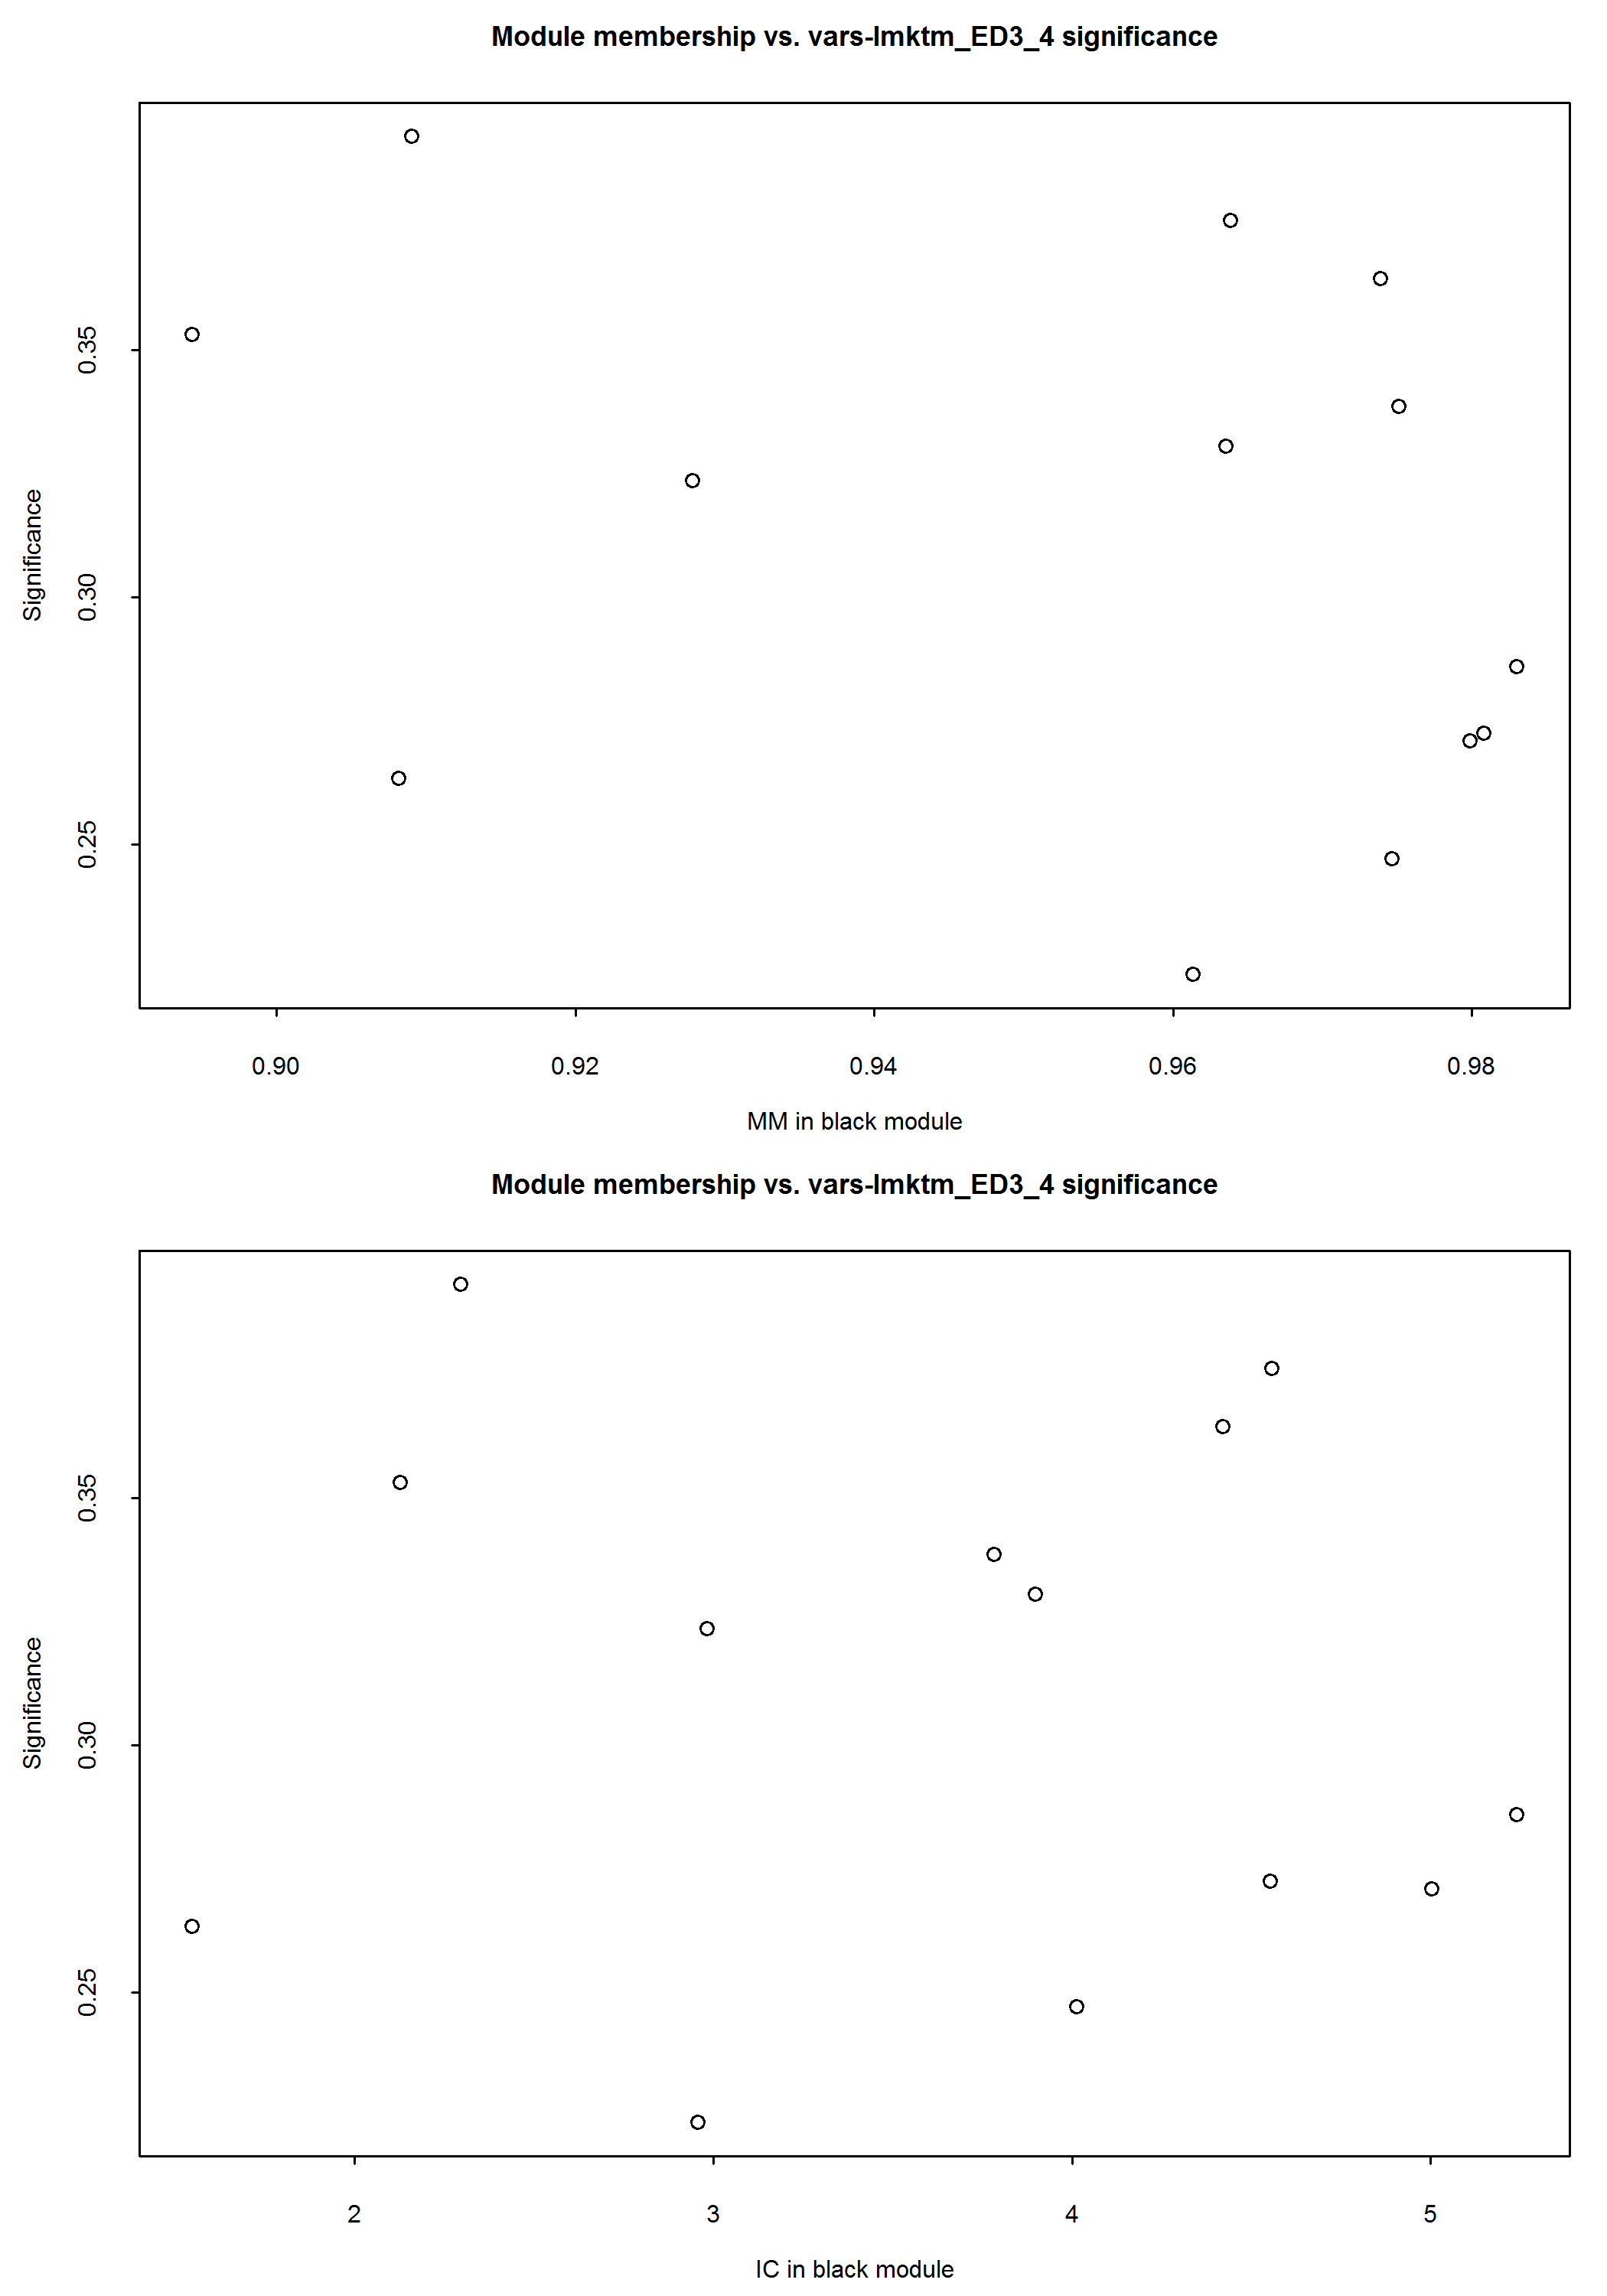 Module membership vs. vars-lmktm_ED3_4 significance
Significance
0.35
0.30
0.25
0.90 0.92 0.94 0.96 0.98
MM in black module
Module membership vs. vars-lmktm_ED3_4 significance
Significance
0.35
0.30
0.25
2 3 4 5
IC in black module